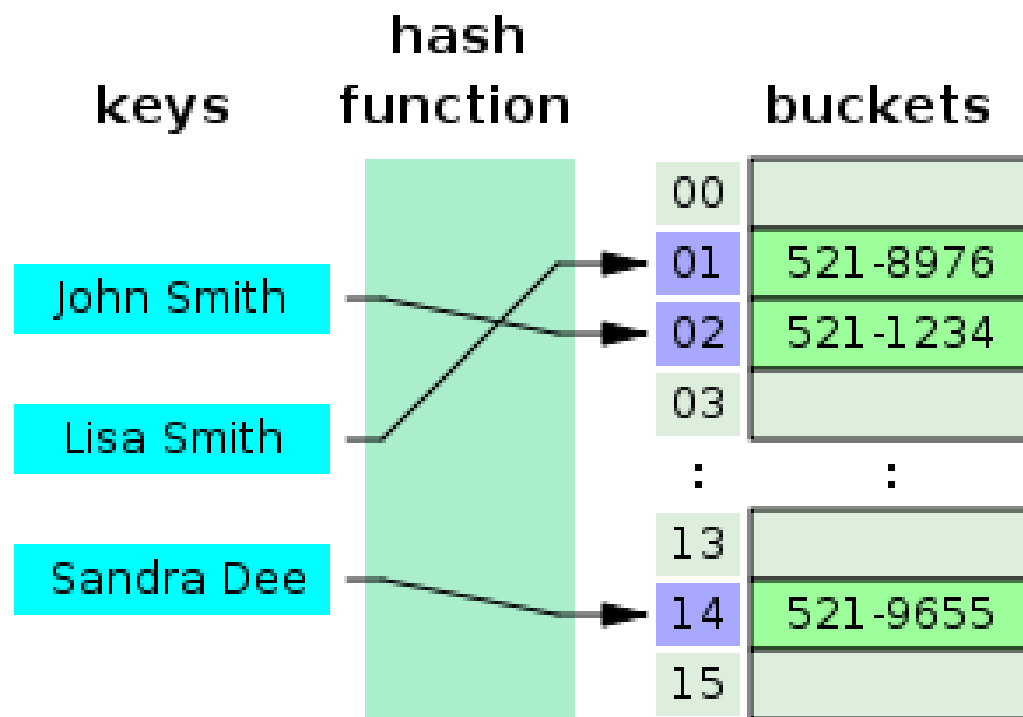 hash
keys function buckets
00
01 521-8976
John Smith
02 521-1234
03
Lisa Smith
: :
13
Sandra Dee
14 521-9655
15